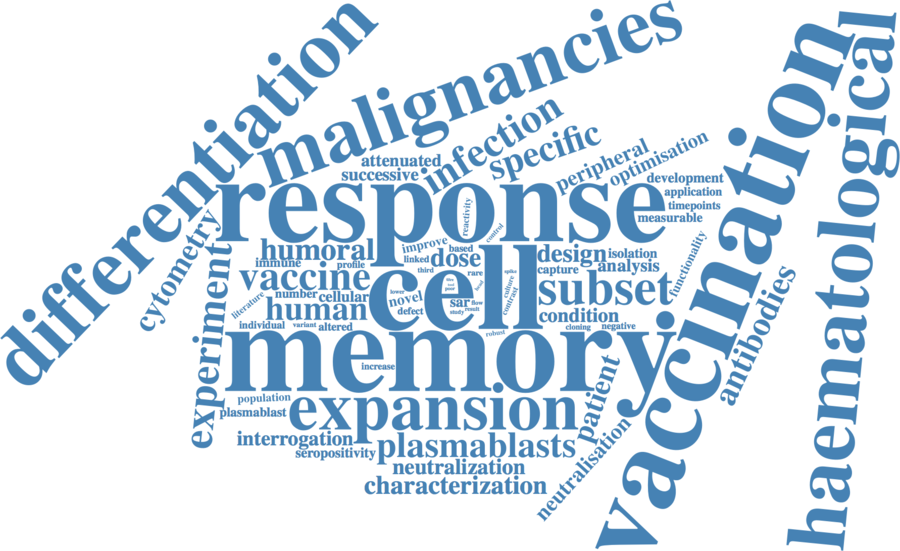 differentiation
malignancies
vaccination
haematological
infection
specific
attenuated
successive
peripheral
optimisation
response
development
application
timepoints
measurable
reactivity
control
cytometry
experiment
humoral
immune
profile
improve
based
linked
dose
third
rare
design
isolation
capture
analysis
functionality
vaccine
cell
spike
culture
contrast
subset
literature
number
cellular
lower
novel
defect
poor
sar
flow
result
study
human
condition
individual
variant
altered
cloning
negative
robust
antibodies
memory
increase
patient
population
plasmablast
expansion
interrogation
seropositivity
plasmablasts
neutralization
neutralisation
characterization